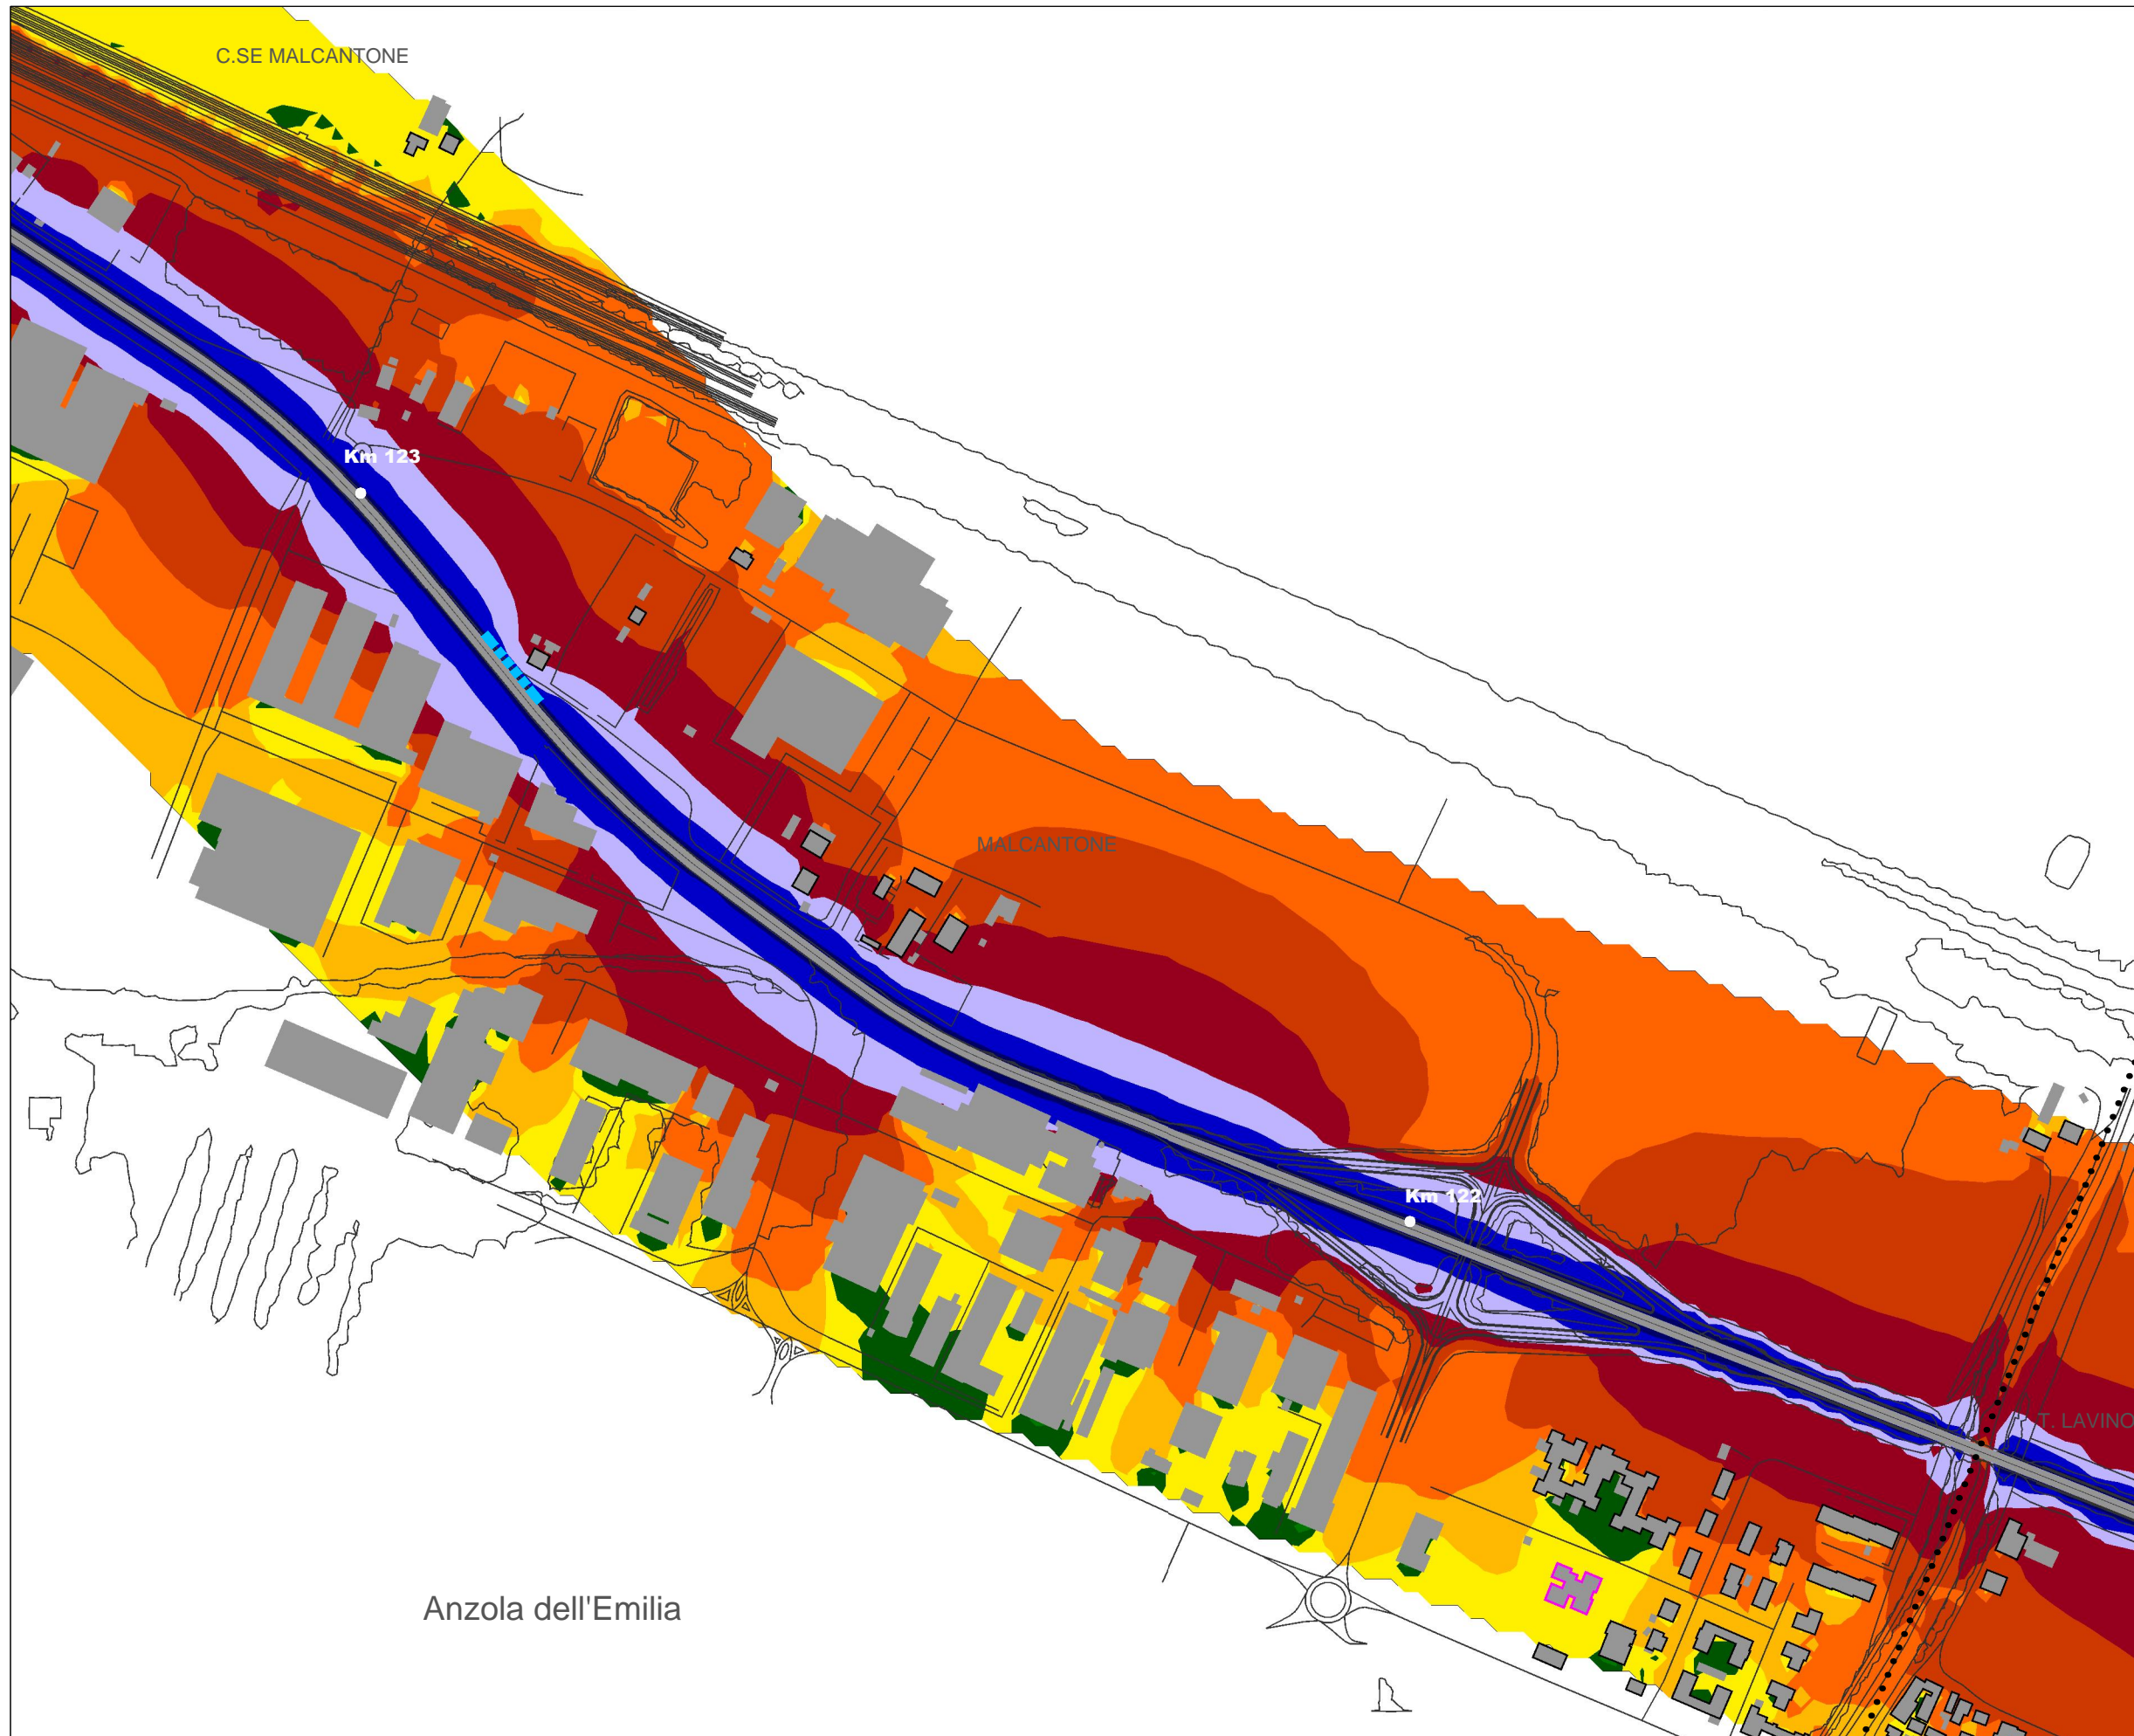 C.SE MALCANTONE
Km 123
MALCANTONE
Km 122
T. LAVINO
Anzola dell'Emilia